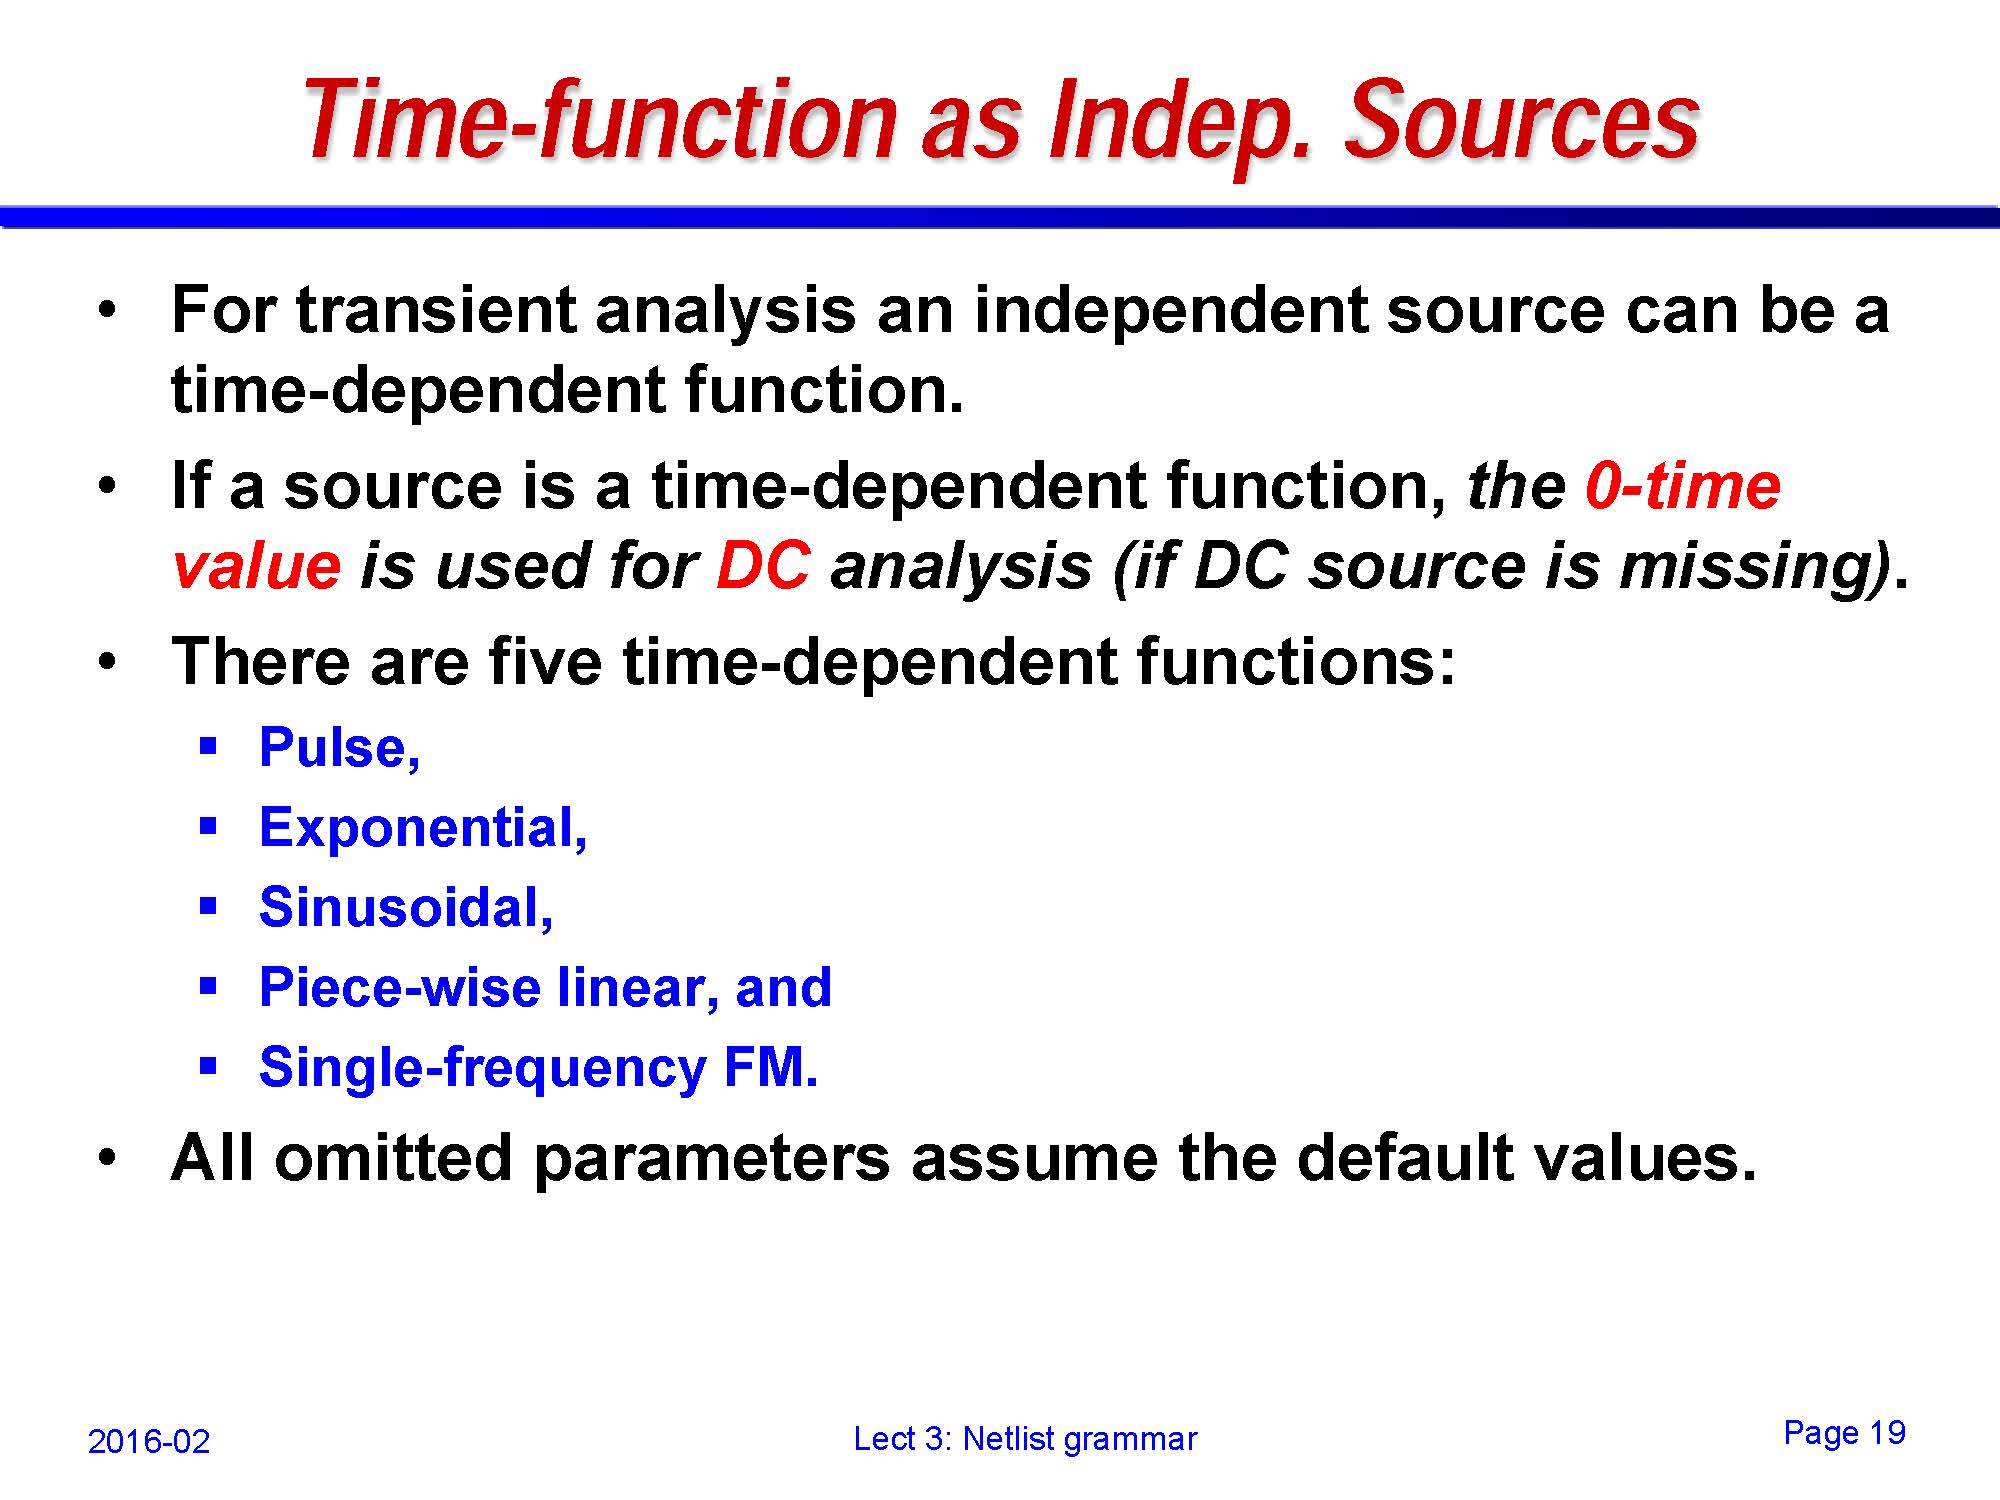 Time-function as Indep. Sources
• For transient analysis an independent source can be a
time-dependent function.
• If a source is a time-dependent function, the 0-time
value is used for DC analysis (if DC source is missing).
• There are five time-dependent functions:
▪ Pulse,
▪ Exponential,
▪ Sinusoidal,
▪ Piece-wise linear, and
▪ Single-frequency FM.
• All omitted parameters assume the default values.
2016-02
Lect 3: Netlist grammar
Page 19